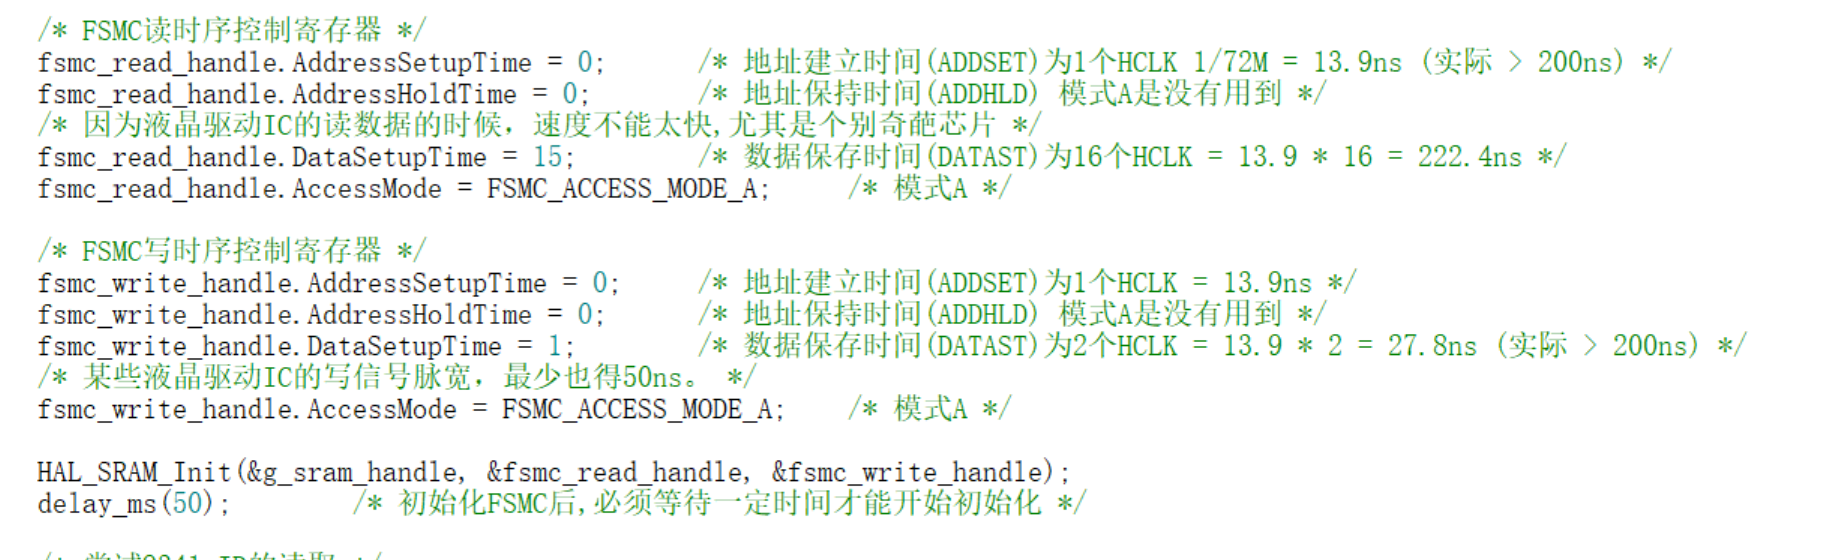 /* FSMC读时序控制寄存器 */
fsmc_read_handle.AddressSetupTime = 0;      /* 地址建立时间(ADDSET)为1个HCLK 1/72M = 13.9ns (实际 > 200ns) */
fsmc_read_handle.AddressHoldTime = 0;       /* 地址保持时间(ADDHLD) 模式A是没有用到 */
/* 因为液晶驱动IC的读数据的时候，速度不能太快,尤其是个别奇葩芯片 */
fsmc_read_handle.DataSetupTime = 15;        /* 数据保存时间(DATAST)为16个HCLK = 13.9 * 16 = 222.4ns */
fsmc_read_handle.AccessMode = FSMC_ACCESS_MODE_A;     /* 模式A */
/* FSMC写时序控制寄存器 */
fsmc_write_handle.AddressSetupTime = 0;     /* 地址建立时间(ADDSET)为1个HCLK = 13.9ns */
fsmc_write_handle.AddressHoldTime = 0;      /* 地址保持时间(ADDHLD) 模式A是没有用到 */
fsmc_write_handle.DataSetupTime = 1;        /* 数据保存时间(DATAST)为2个HCLK = 13.9 * 2 = 27.8ns (实际 > 200ns) */
/* 某些液晶驱动IC的写信号脉宽，最少也得50ns。 */
fsmc_write_handle.AccessMode = FSMC_ACCESS_MODE_A;    /* 模式A */
HAL_SRAM_Init(&g_sram_handle, &fsmc_read_handle, &fsmc_write_handle);
delay_ms(50);        /* 初始化FSMC后,必须等待一定时间才能开始初始化 */